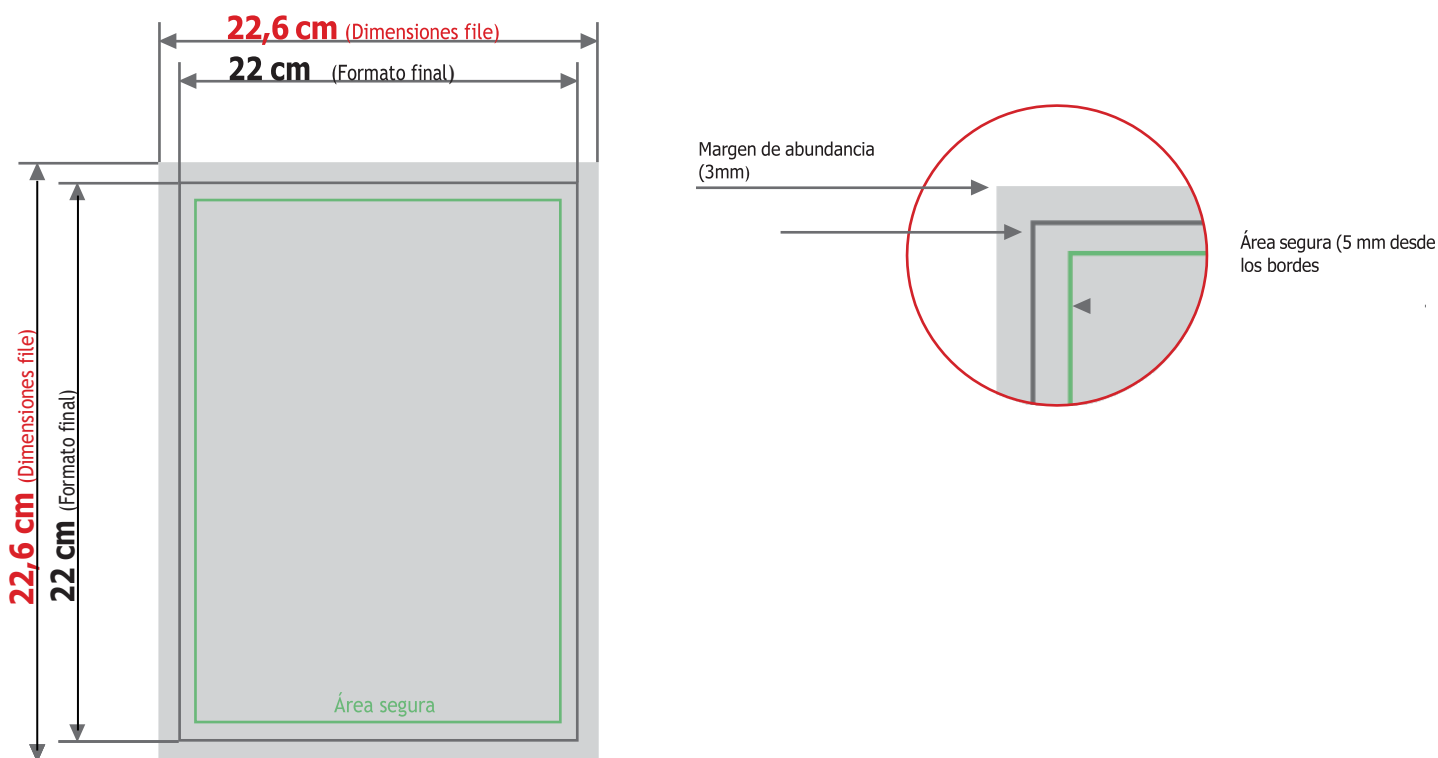 22,6 cm (Dimensiones file)
22 cm (Formato final)
22,6 cm (Dimensiones file)
22 cm (Formato final)
Área segura
Margen de abundancia
(3mm)
Área segura (5 mm desde
los bordes